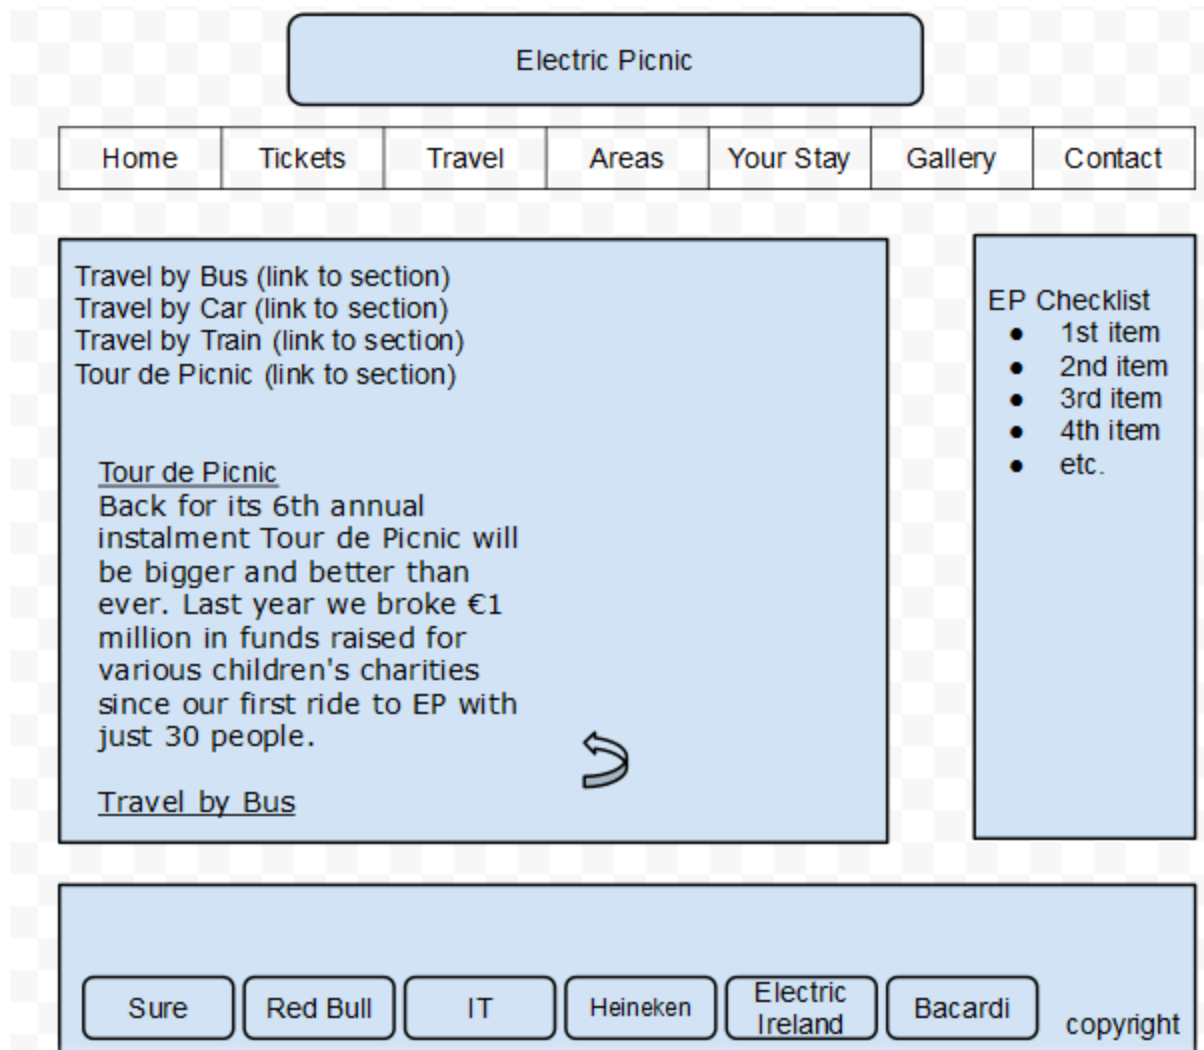 Electric Picnic
Home Tickets Travel Areas Your Stay Gallery Contact
Travel by Bus (link to section)
Travel by Car (link to section)
Travel by Train (link to section)
Tour de Picnic (link to section)
Tour de Picnic
Back for its 6th annual
instalment Tour de Picnic will
be bigger and better than
ever. Last year we broke €1
million in funds raised for
various children's charities
since our first ride to EP with
just 30 people.
Travel by Bus
EP Checklist
● 1st item
● 2nd item
● 3rd item
● 4th item
● etc.
Sure
Red Bull
IT
Heineken
Electric
Ireland
Bacardi
copyright